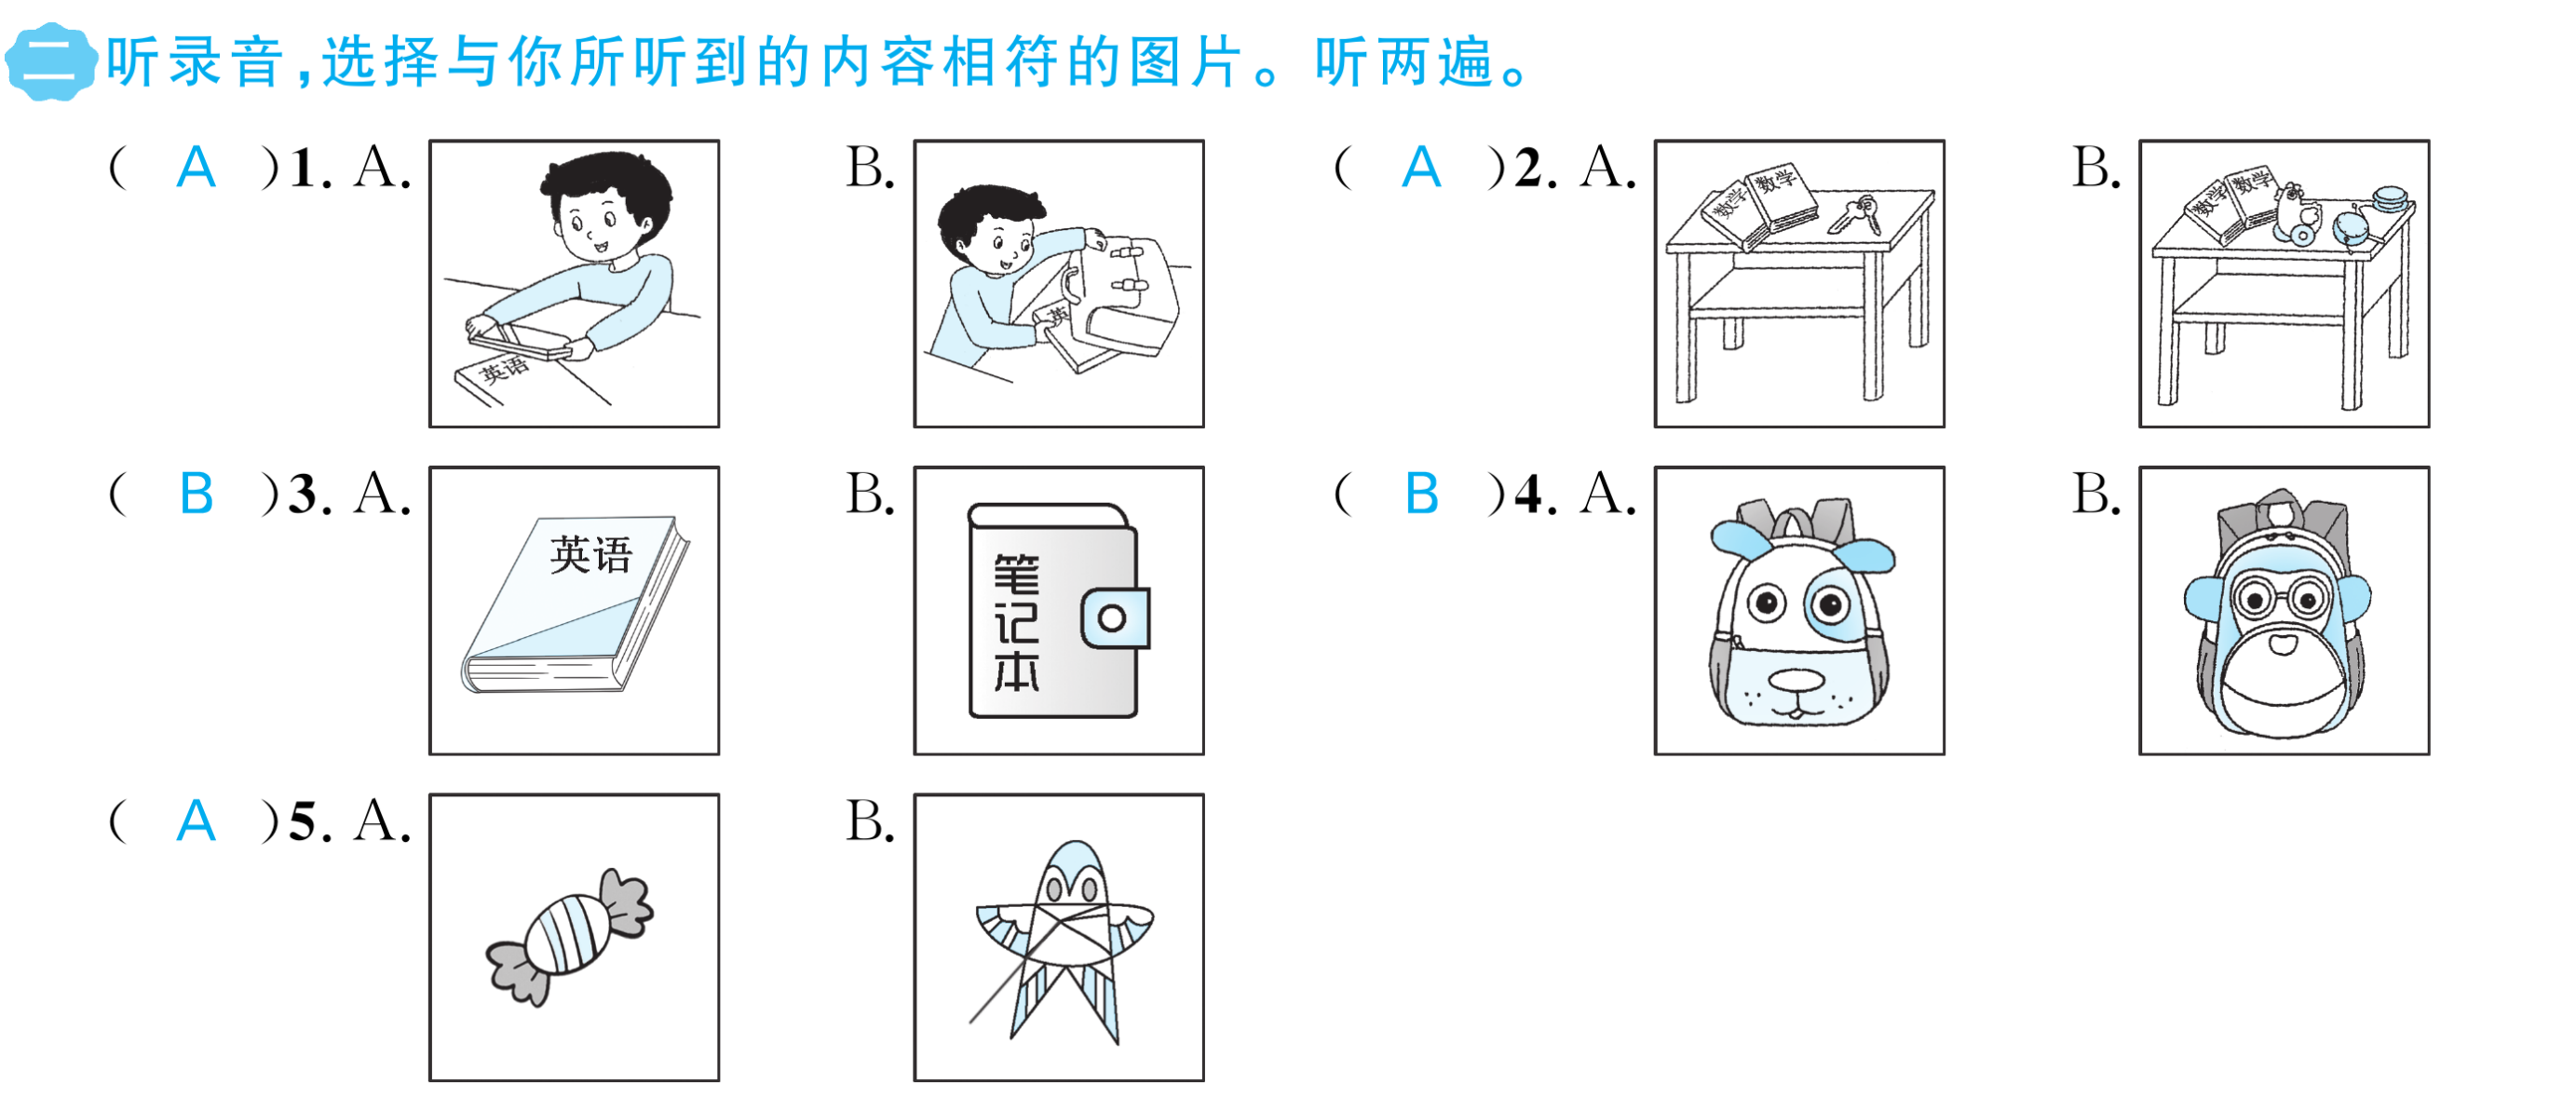 二 听录音,选择与你所听到的内容相符的图片。听两遍。
( A )1. A. 英语 B. 英 ( A )2. A. 数学 数学 B. 数学 数学
( B )3. A. 英语 B. 笔记本 ( B )4. A. B.
( A )5. A. B.